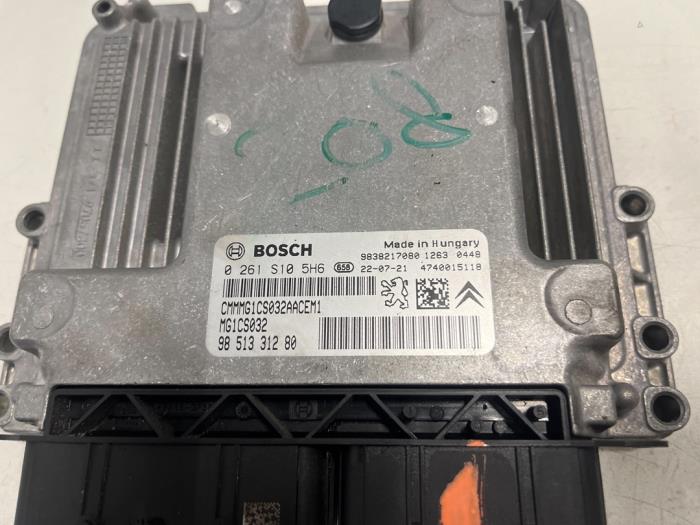 BOSCH
Made in Hungary
9838217080 1263 0448
0 261 S10 5H6 658 22-07-21 4740015118
CMMMG1CS032AACEM1
MG1CS032
98 513 312 80